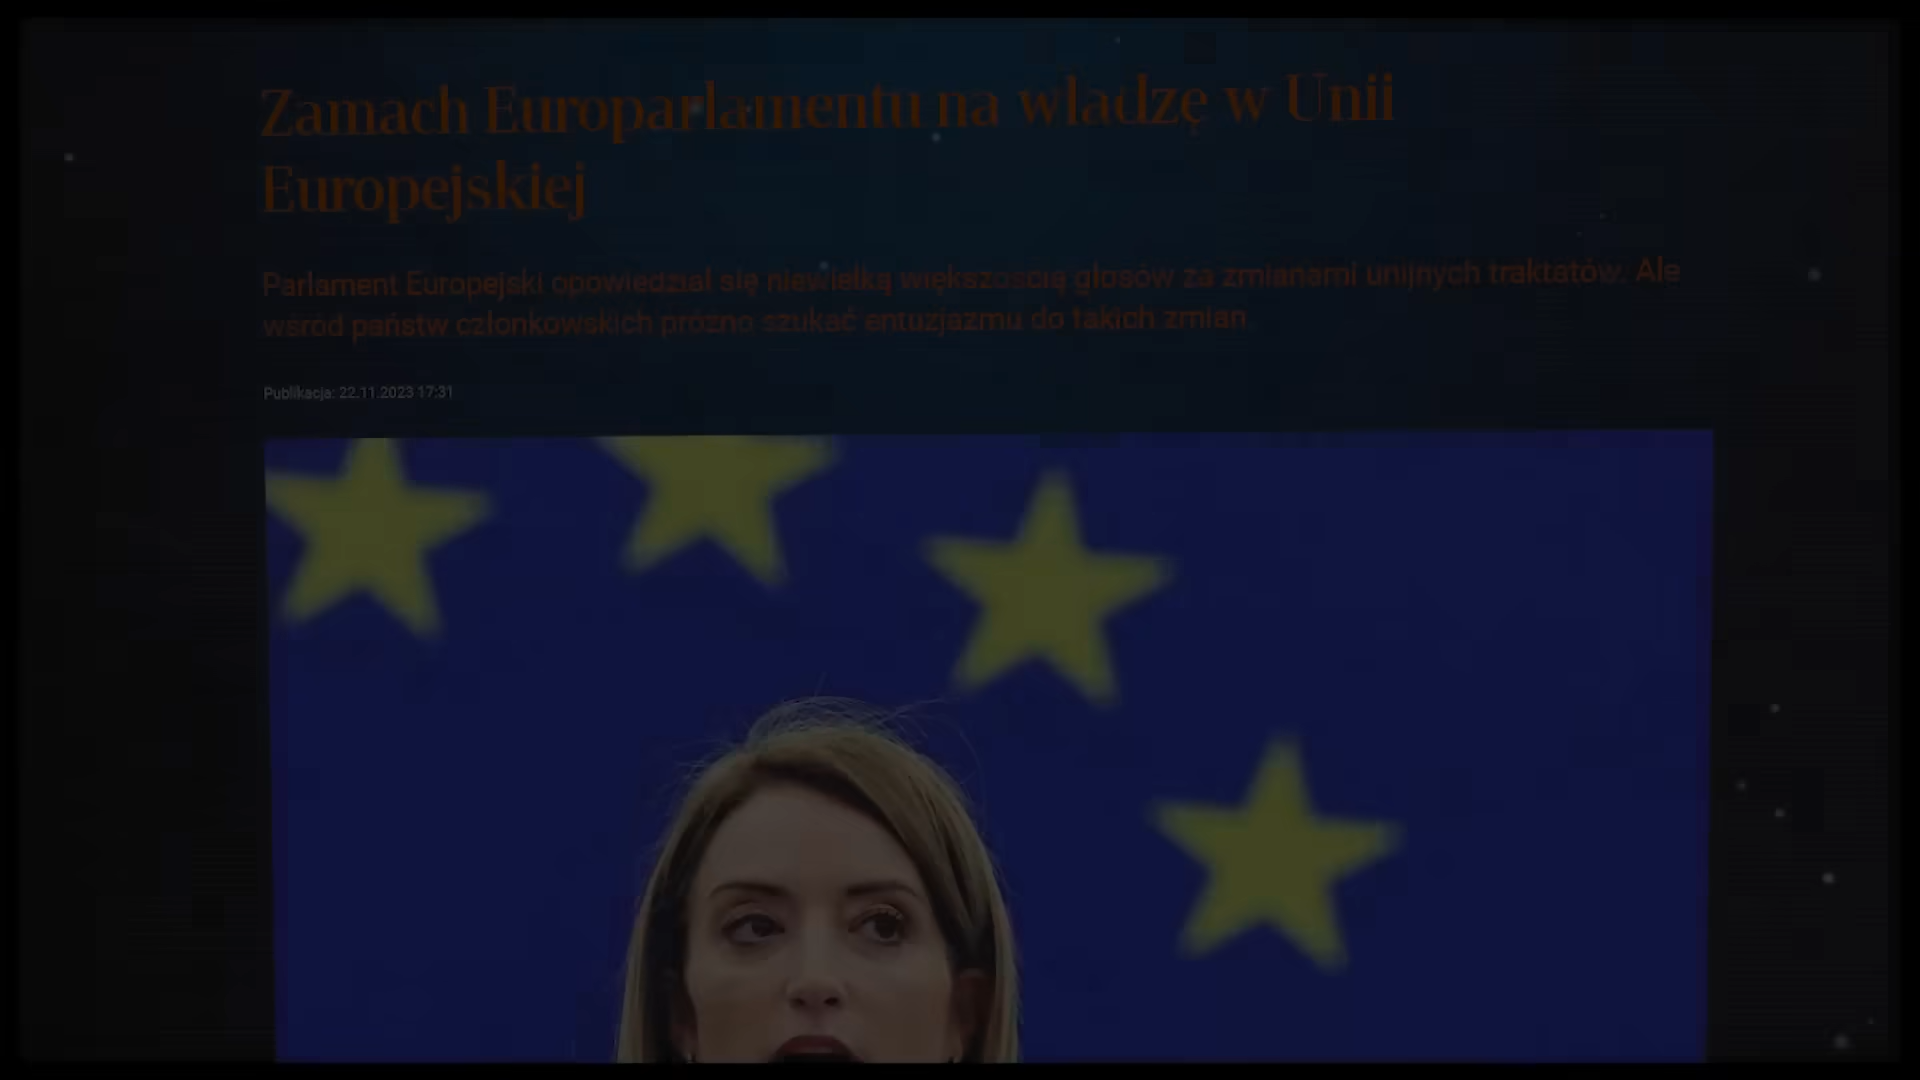 Zamach Europarlamentu na władzę w Unii
Europejskiej
Parlament Europejski opowiedział się niewielką większością głosów za zmianami unijnych traktatów. Ale
wśród państw członkowskich próżno szukać entuzjazmu do takich zmian.
Publikacja: 22.11.2023 17:31